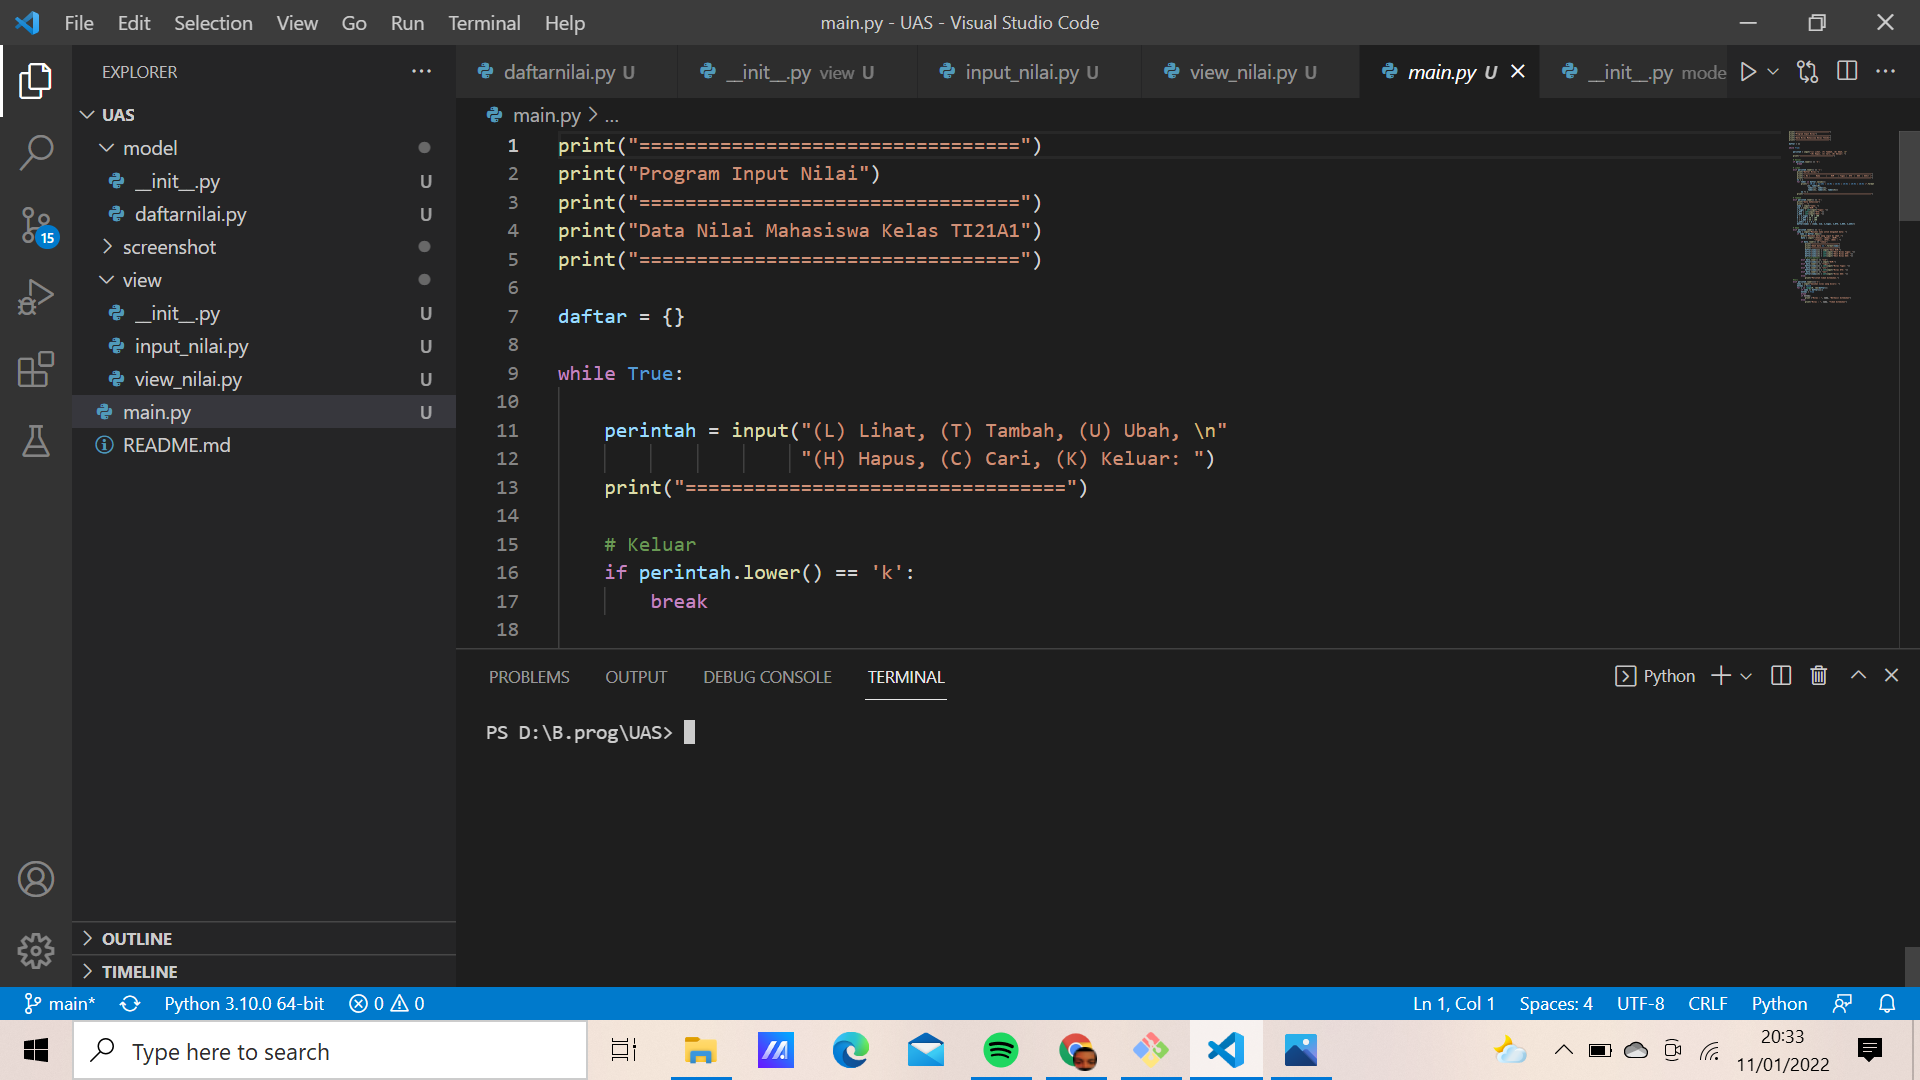 File Edit Selection View Go Run Terminal Help
main.py - UAS - Visual Studio Code
EXPLORER
UAS
model
__init__.py U
daftarnilai.py U
screenshot
view
__init__.py U
input_nilai.py U
view_nilai.py U
main.py U
README.md
OUTLINE
TIMELINE
15
daftarnilai.py U __init__.py view U input_nilai.py U view_nilai.py U main.py U __init__.py mode
main.py > ...
1 print("=================================")
2 print("Program Input Nilai")
3 print("=================================")
4 print("Data Nilai Mahasiswa Kelas TI21A1")
5 print("=================================")
6
7 daftar = {}
8
9 while True:
10
11 perintah = input("(L) Lihat, (T) Tambah, (U) Ubah, \n"
12 "(H) Hapus, (C) Cari, (K) Keluar: ")
13 print("=================================")
14
15 # Keluar
16 if perintah.lower() == 'k':
17 break
18
PROBLEMS OUTPUT DEBUG CONSOLE TERMINAL
Python
PS D:\B.prog\UAS>
main* Python 3.10.0 64-bit 0 0
Ln 1, Col 1 Spaces: 4 UTF-8 CRLF Python
Type here to search
20:33
11/01/2022